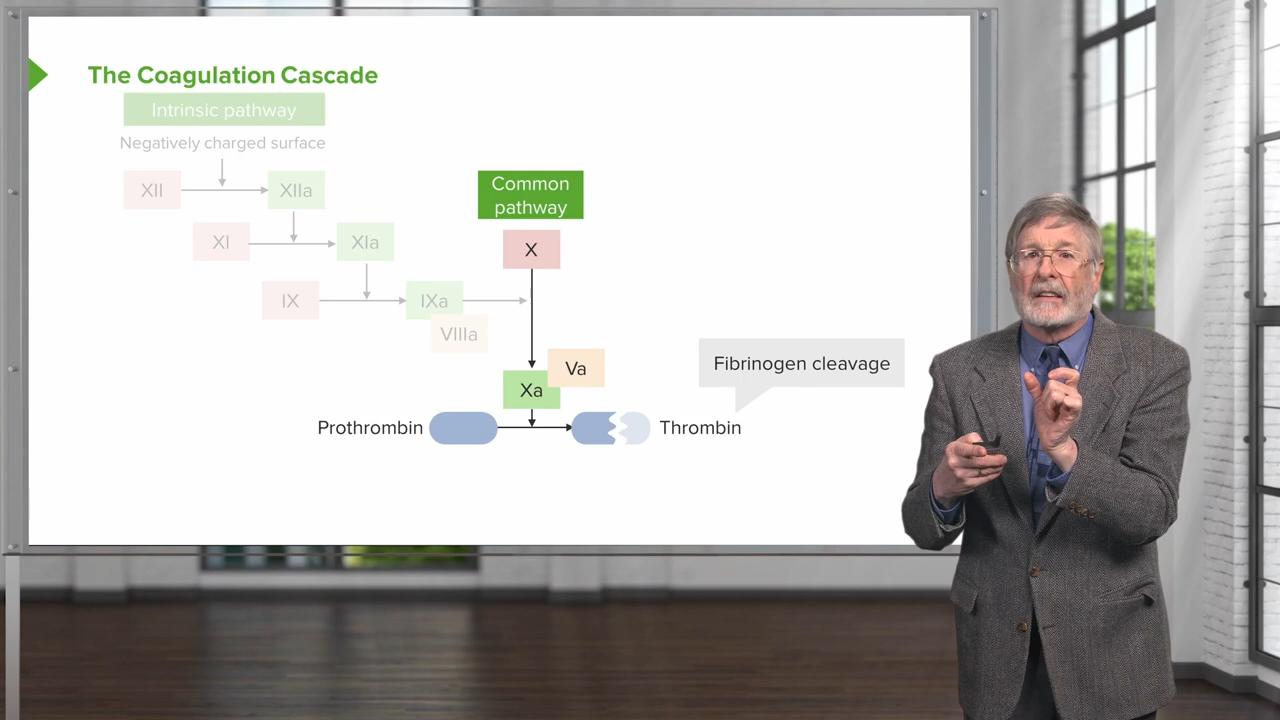 The Coagulation Cascade
Intrinsic pathway
Negatively charged surface
XII
XIIa
Common
pathway
XI
XIa
X
IX
IXa
VIIIa
Va
Xa
Fibrinogen cleavage
Prothrombin
Thrombin